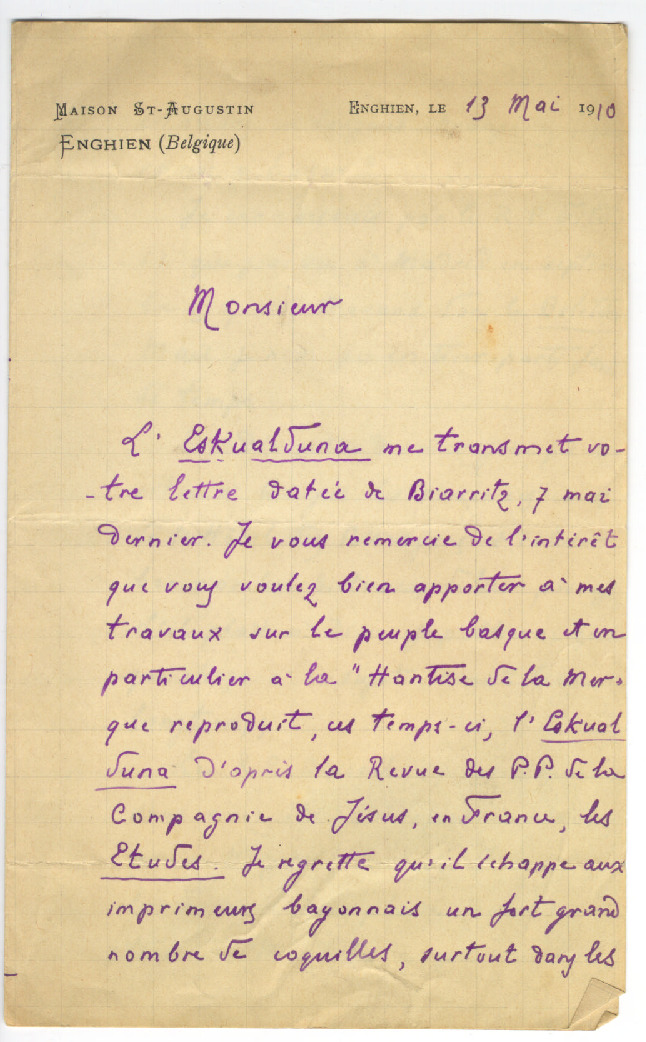 MAISON ST-AUGUSTIN
ENGHIEN (Belgique)
ENGHIEN, LE 13 Mai 1910
Monsieur
L' Eskualduna me transmet vo-
-tre lettre datée de Biarritz, 7 mai
dernier. Je vous remercie de l'intérêt
que vous voulez bien apporter à mes
travaux sur le peuple basque et en
particulier à la "Hantise de la Mer"
que reproduit, ces temps-ci, l'Eskual
duna d'après la Revue des P.P. de la
Compagnie de Jésus, en France, les
Etudes. Je regrette qu'il échappe aux
imprimeurs bayonnais un fort grand
nombre de coquilles, surtout dans les